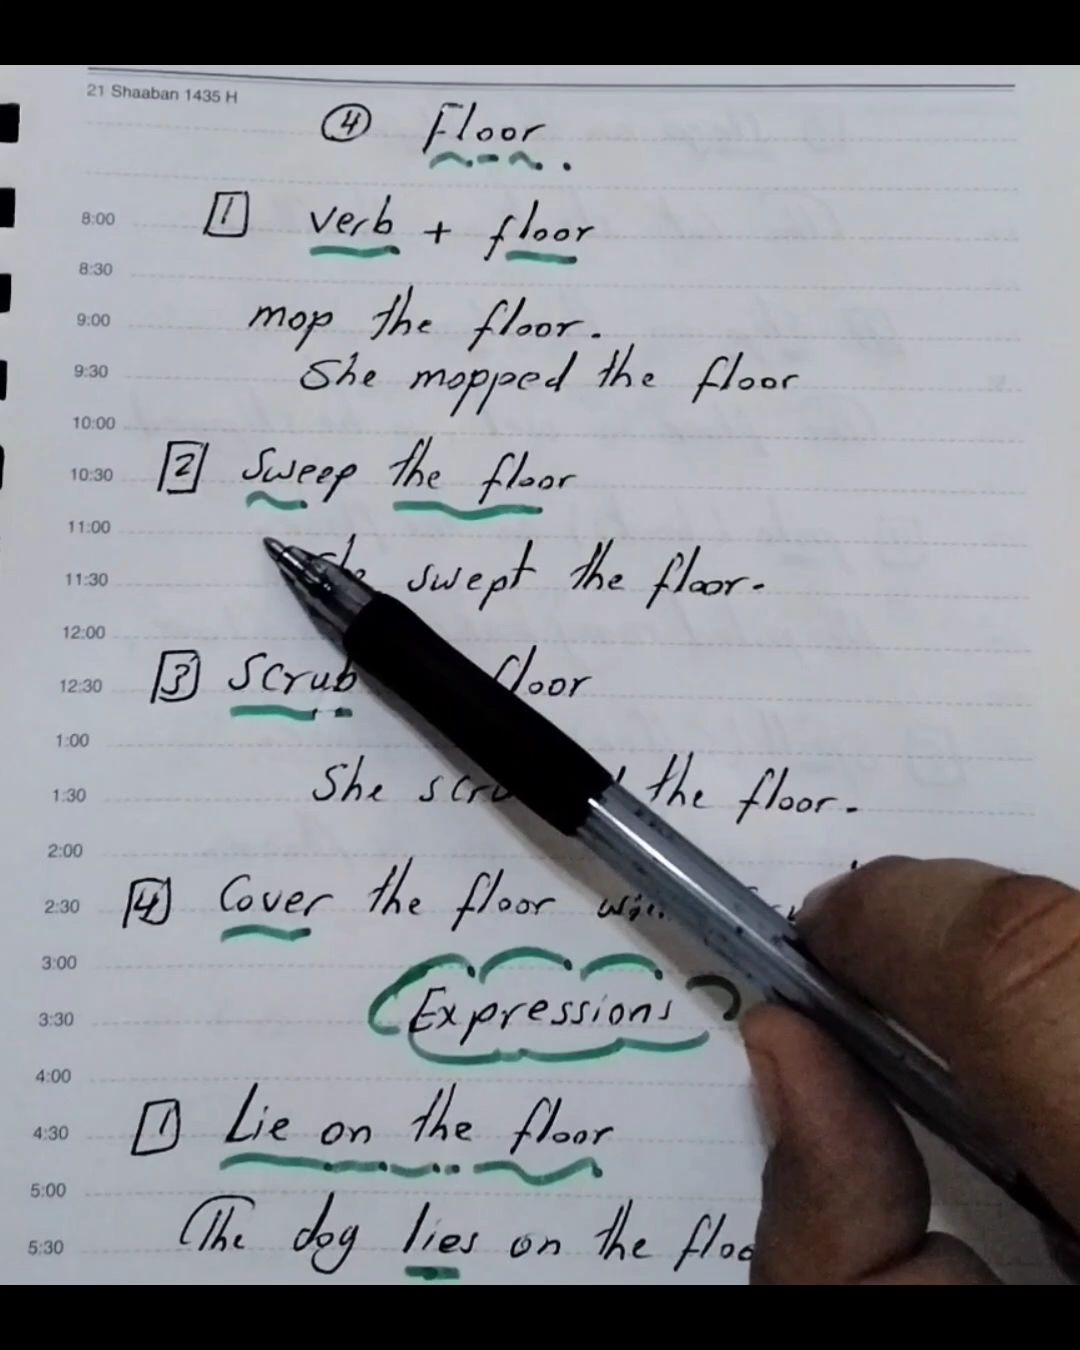 21 Shaaban 1435 H
④ Floor.
1 verb + floor
8:00
8:30
mop the floor.
9:00
She mopped the floor
9:30
10:00
2 Sweep the floor
10:30
11:00
swept the floor.
11:30
12:00
3 Scrub floor
12:30
1:00
She the floor.
1:30
2:00
4 Cover the floor
2:30
3:00
Expressions
3:30
4:00
1 Lie on the floor
4:30
5:00
The dog lies on the
5:30